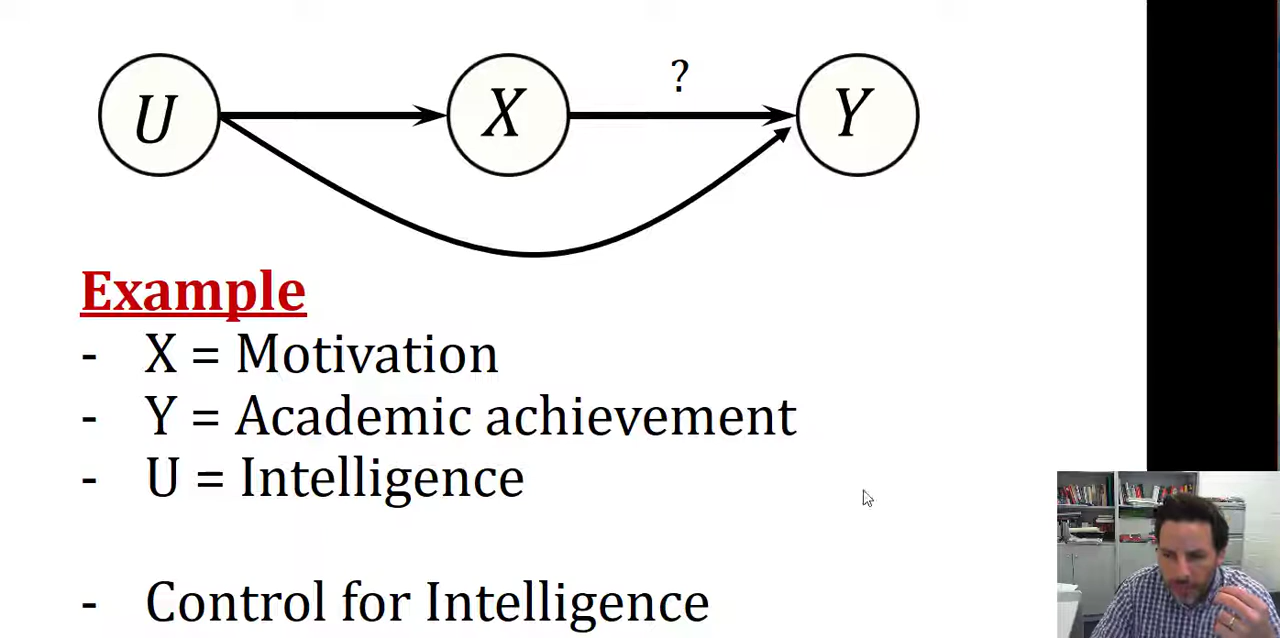 ?
U X Y
Example
- X = Motivation
- Y = Academic achievement
- U = Intelligence
- Control for Intelligence